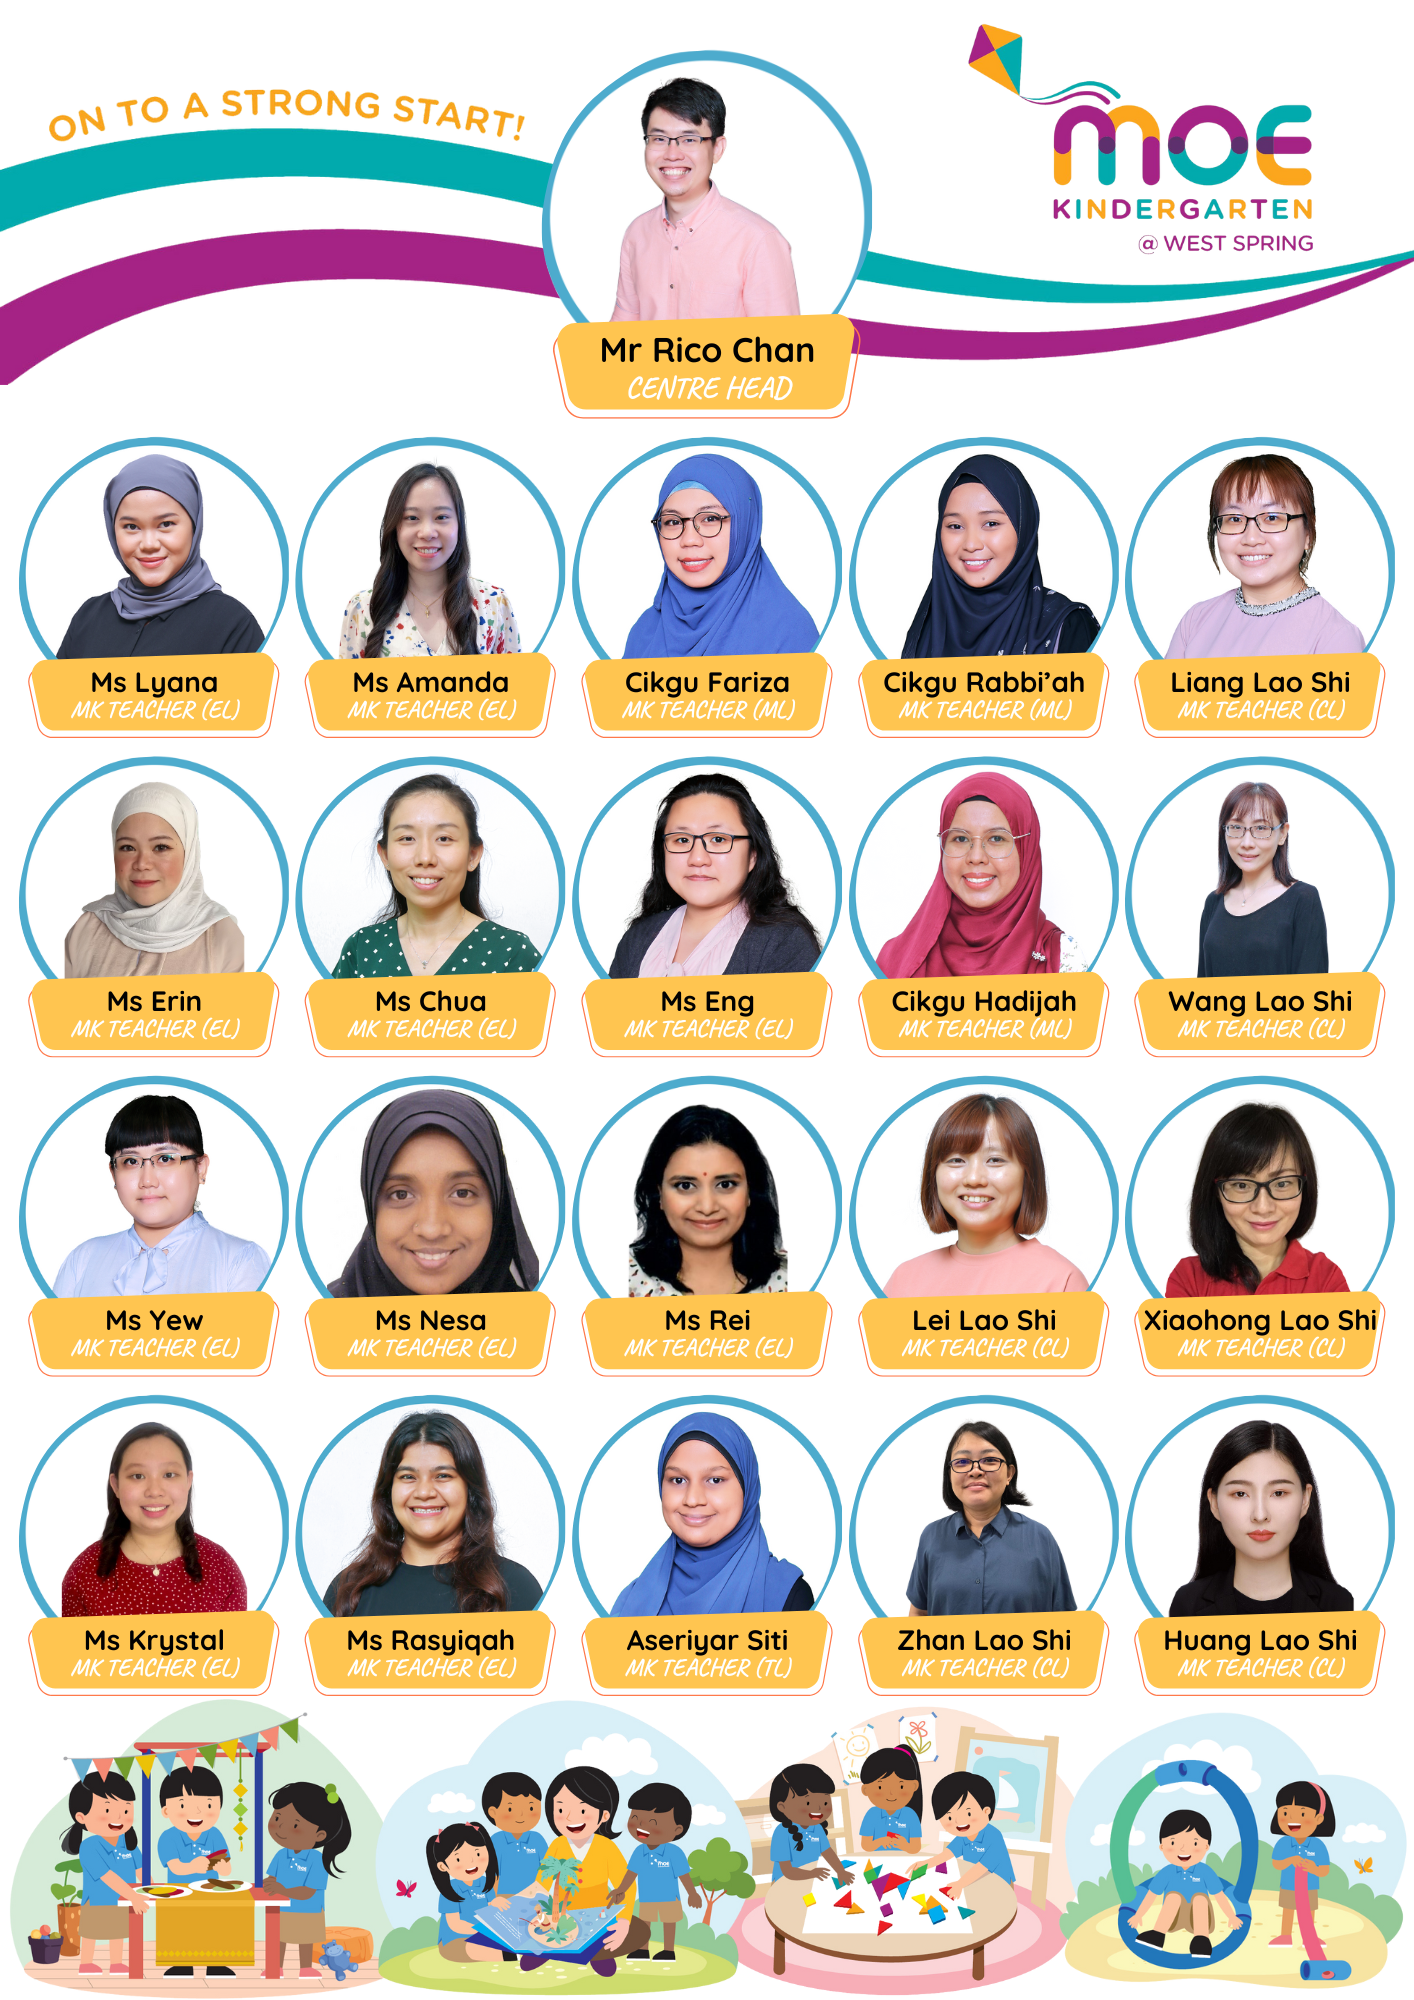 ON TO A STRONG START!
MOE
KINDERGARTEN
@ WEST SPRING
Mr Rico Chan
CENTRE HEAD
Ms Lyana
MK TEACHER (EL)
Ms Amanda
MK TEACHER (EL)
Cikgu Fariza
MK TEACHER (ML)
Cikgu Rabbi'ah
MK TEACHER (ML)
Liang Lao Shi
MK TEACHER (CL)
Ms Erin
MK TEACHER (EL)
Ms Chua
MK TEACHER (EL)
Ms Eng
MK TEACHER (EL)
Cikgu Hadijah
MK TEACHER (ML)
Wang Lao Shi
MK TEACHER (CL)
Ms Yew
MK TEACHER (EL)
Ms Nesa
MK TEACHER (EL)
Ms Rei
MK TEACHER (EL)
Lei Lao Shi
MK TEACHER (CL)
Xiaohong Lao Shi
MK TEACHER (CL)
Ms Krystal
MK TEACHER (EL)
Ms Rasyiqah
MK TEACHER (EL)
Aseriyar Siti
MK TEACHER (TL)
Zhan Lao Shi
MK TEACHER (CL)
Huang Lao Shi
MK TEACHER (CL)